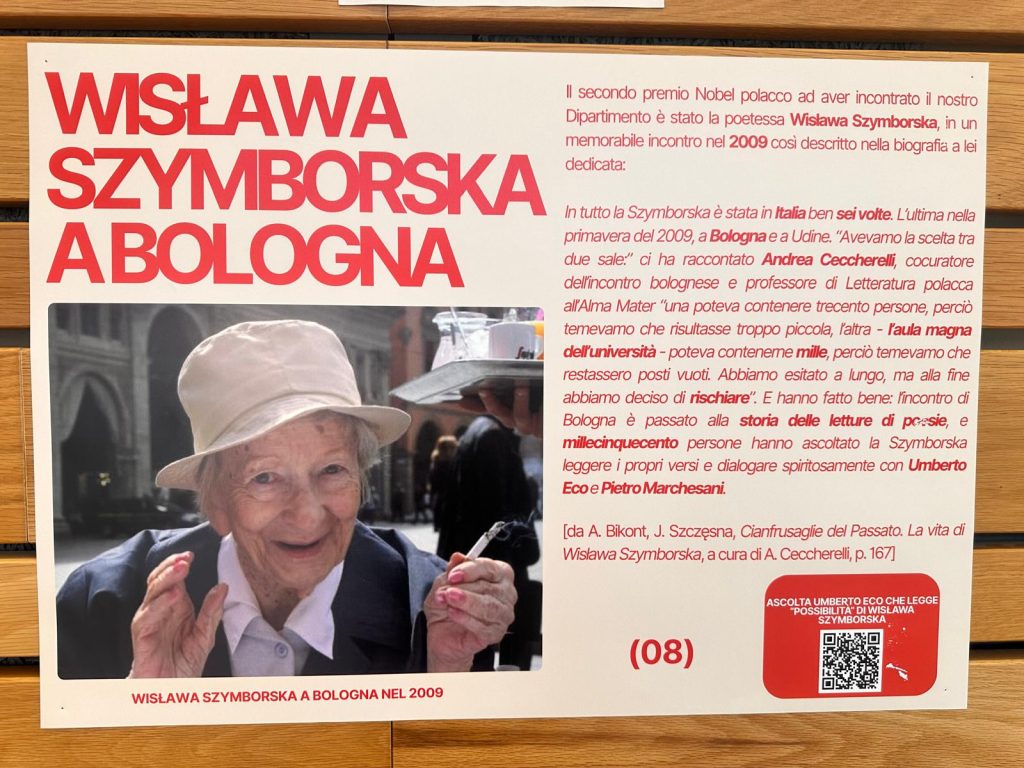 WISŁAWA
SZYMBORSKA
A BOLOGNA
Il secondo premio Nobel polacco ad aver incontrato il nostro
Dipartimento è stato la poetessa Wisława Szymborska, in un
memorabile incontro nel 2009 così descritto nella biografia a lei
dedicata:
In tutto la Szymborska è stata in Italia ben sei volte. L'ultima nella
primavera del 2009, a Bologna e a Udine. "Avevamo la scelta tra
due sale:" ci ha raccontato Andrea Ceccherelli, cocuratore
dell'incontro bolognese e professore di Letteratura polacca
all'Alma Mater "una poteva contenere trecento persone, perciò
temevamo che risultasse troppo piccola, l'altra - l'aula magna
dell'università - poteva contenerne mille, perciò temevamo che
restassero posti vuoti. Abbiamo esitato a lungo, ma alla fine
abbiamo deciso di rischiare". E hanno fatto bene: l'incontro di
Bologna è passato alla storia delle letture di poesie, e
millecinquecento persone hanno ascoltato la Szymborska
leggere i propri versi e dialogare spiritosamente con Umberto
Eco e Pietro Marchesani.
[da A. Bikont, J. Szczęsna, Cianfrusaglie del Passato. La vita di
Wisława Szymborska, a cura di A. Ceccherelli, p. 167]
ASCOLTA UMBERTO ECO CHE LEGGE
"POSSIBILITÀ" DI WISŁAWA
SZYMBORSKA
(08)
WISŁAWA SZYMBORSKA A BOLOGNA NEL 2009